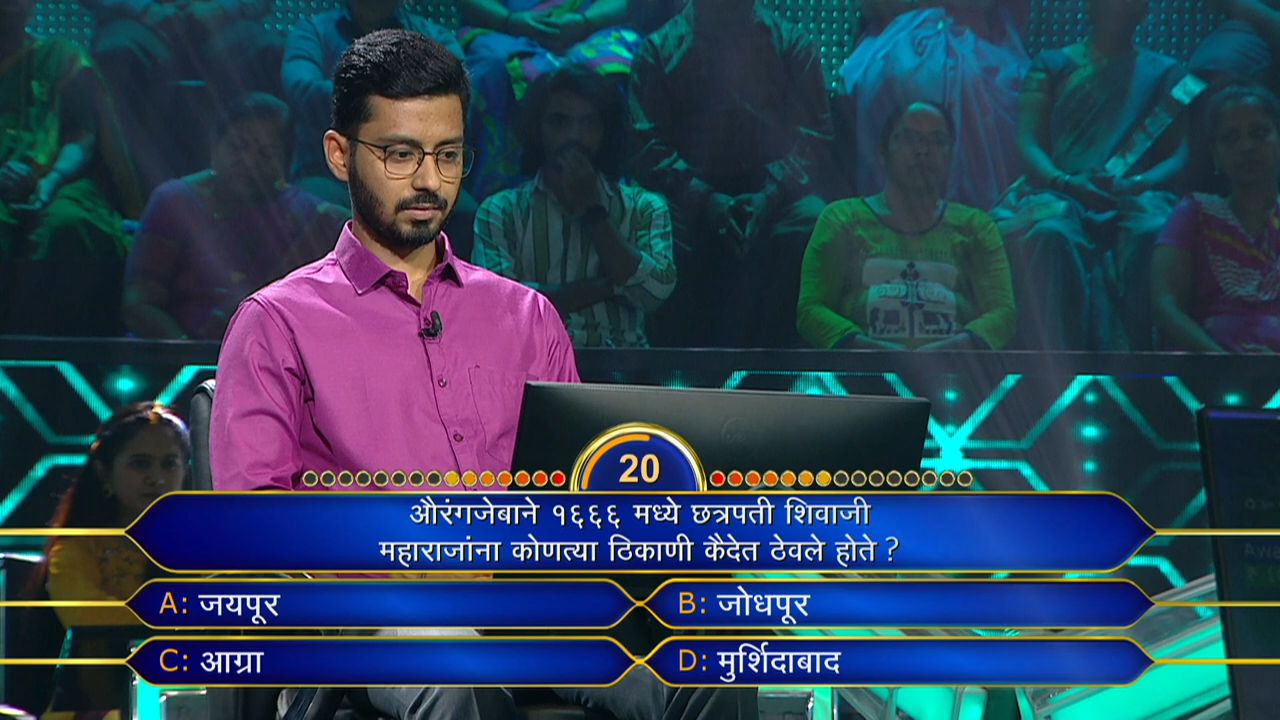 20
औरंगजेबाने १६६६ मध्ये छत्रपती शिवाजी
महाराजांना कोणत्या ठिकाणी कैदेत ठेवले होते ?
A: जयपूर
B: जोधपूर
C: आग्रा
D: मुर्शिदाबाद